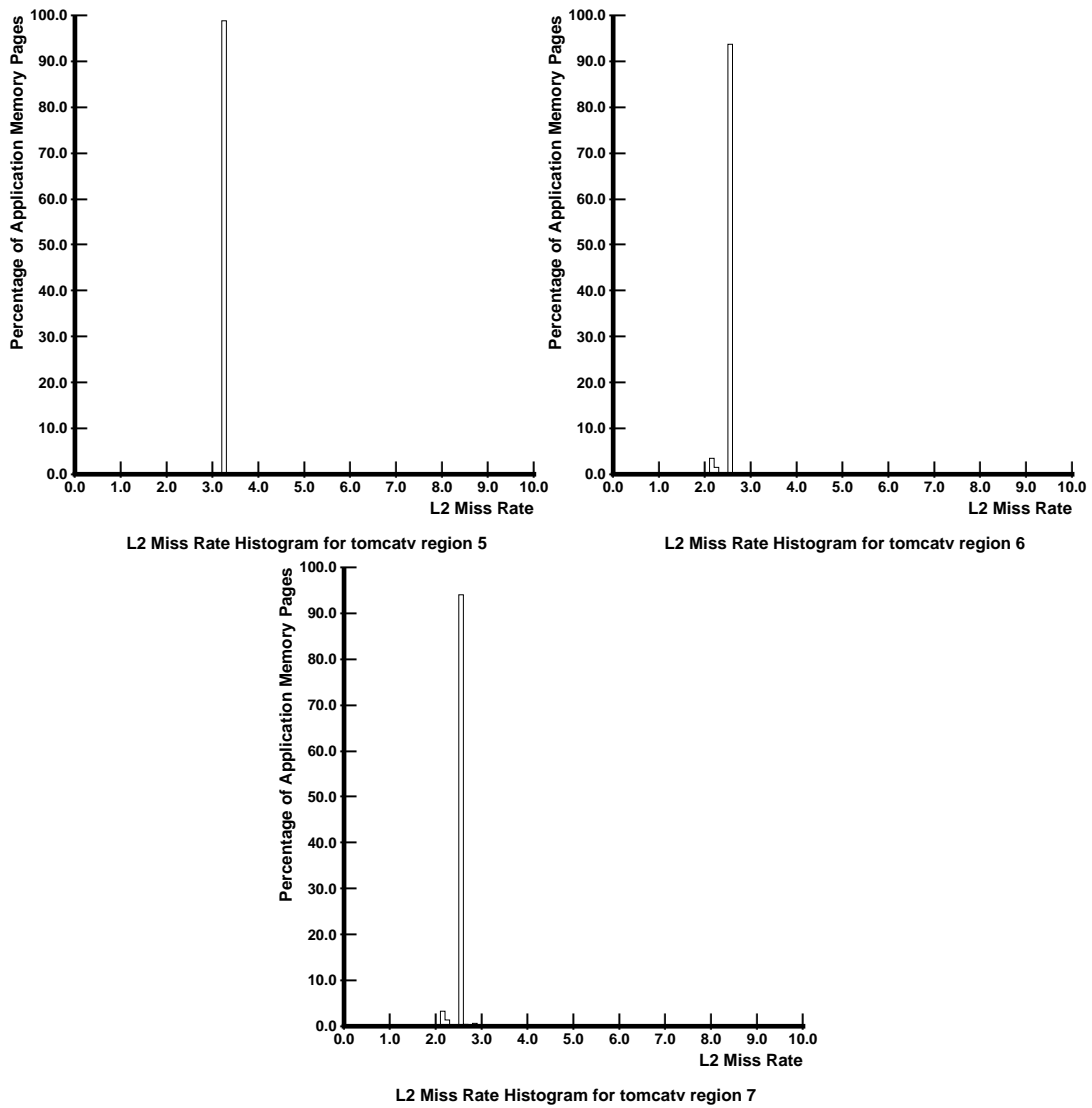 Percentage of Application Memory Pages
100.0
90.0
80.0
70.0
60.0
50.0
40.0
30.0
20.0
10.0
0.0
0.0 1.0 2.0 3.0 4.0 5.0 6.0 7.0 8.0 9.0 10.0
L2 Miss Rate
L2 Miss Rate Histogram for tomcatv region 5
Percentage of Application Memory Pages
100.0
90.0
80.0
70.0
60.0
50.0
40.0
30.0
20.0
10.0
0.0
0.0 1.0 2.0 3.0 4.0 5.0 6.0 7.0 8.0 9.0 10.0
L2 Miss Rate
L2 Miss Rate Histogram for tomcatv region 6
Percentage of Application Memory Pages
100.0
90.0
80.0
70.0
60.0
50.0
40.0
30.0
20.0
10.0
0.0
0.0 1.0 2.0 3.0 4.0 5.0 6.0 7.0 8.0 9.0 10.0
L2 Miss Rate
L2 Miss Rate Histogram for tomcatv region 7